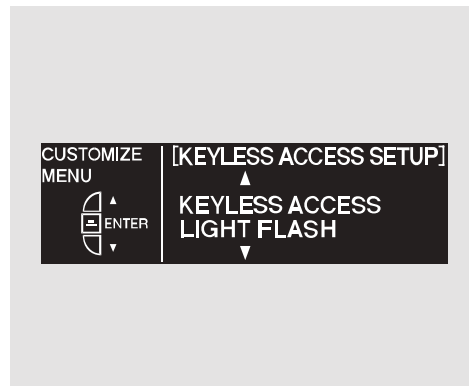 CUSTOMIZE
MENU
ENTER
[KEYLESS ACCESS SETUP]
KEYLESS ACCESS
LIGHT FLASH